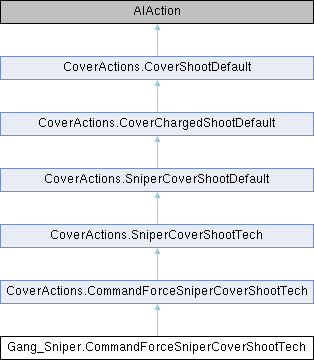 AIAction
CoverActions.CoverShootDefault
CoverActions.CoverChargedShootDefault
CoverActions.SniperCoverShootDefault
CoverActions.SniperCoverShootTech
CoverActions.CommandForceSniperCoverShootTech
Gang_Sniper.CommandForceSniperCoverShootTech